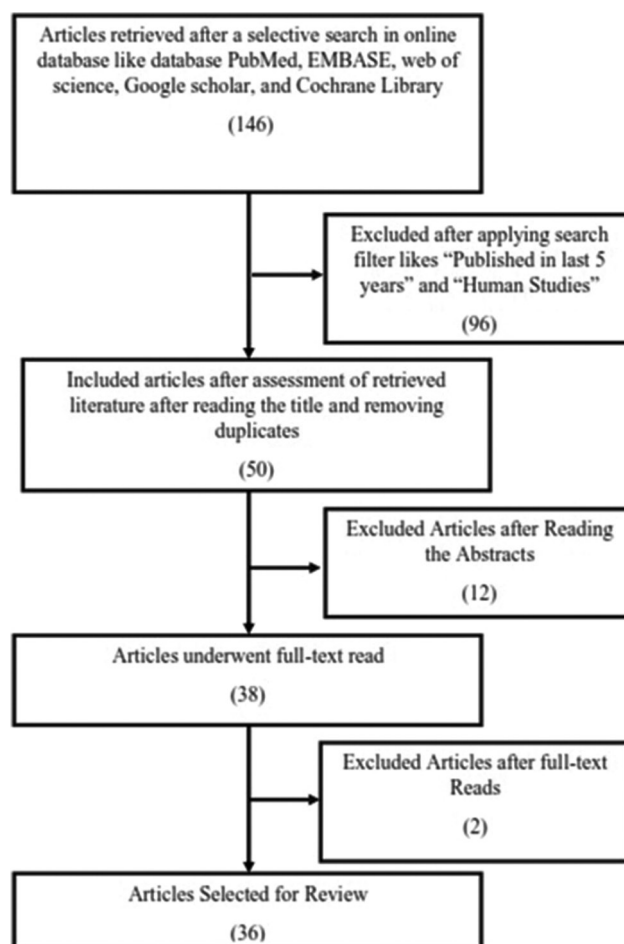 Articles retrieved after a selective search in online
database like database PubMed, EMBASE, web of
science, Google scholar, and Cochrane Library
(146)
Excluded after applying search
filter likes “Published in last 5
years” and “Human Studies”
(96)
Included articles after assessment of retrieved
literature after reading the title and removing
duplicates
(50)
Excluded Articles after Reading
the Abstracts
(12)
Articles underwent full-text read
(38)
Excluded Articles after full-text
Reads
(2)
Articles Selected for Review
(36)